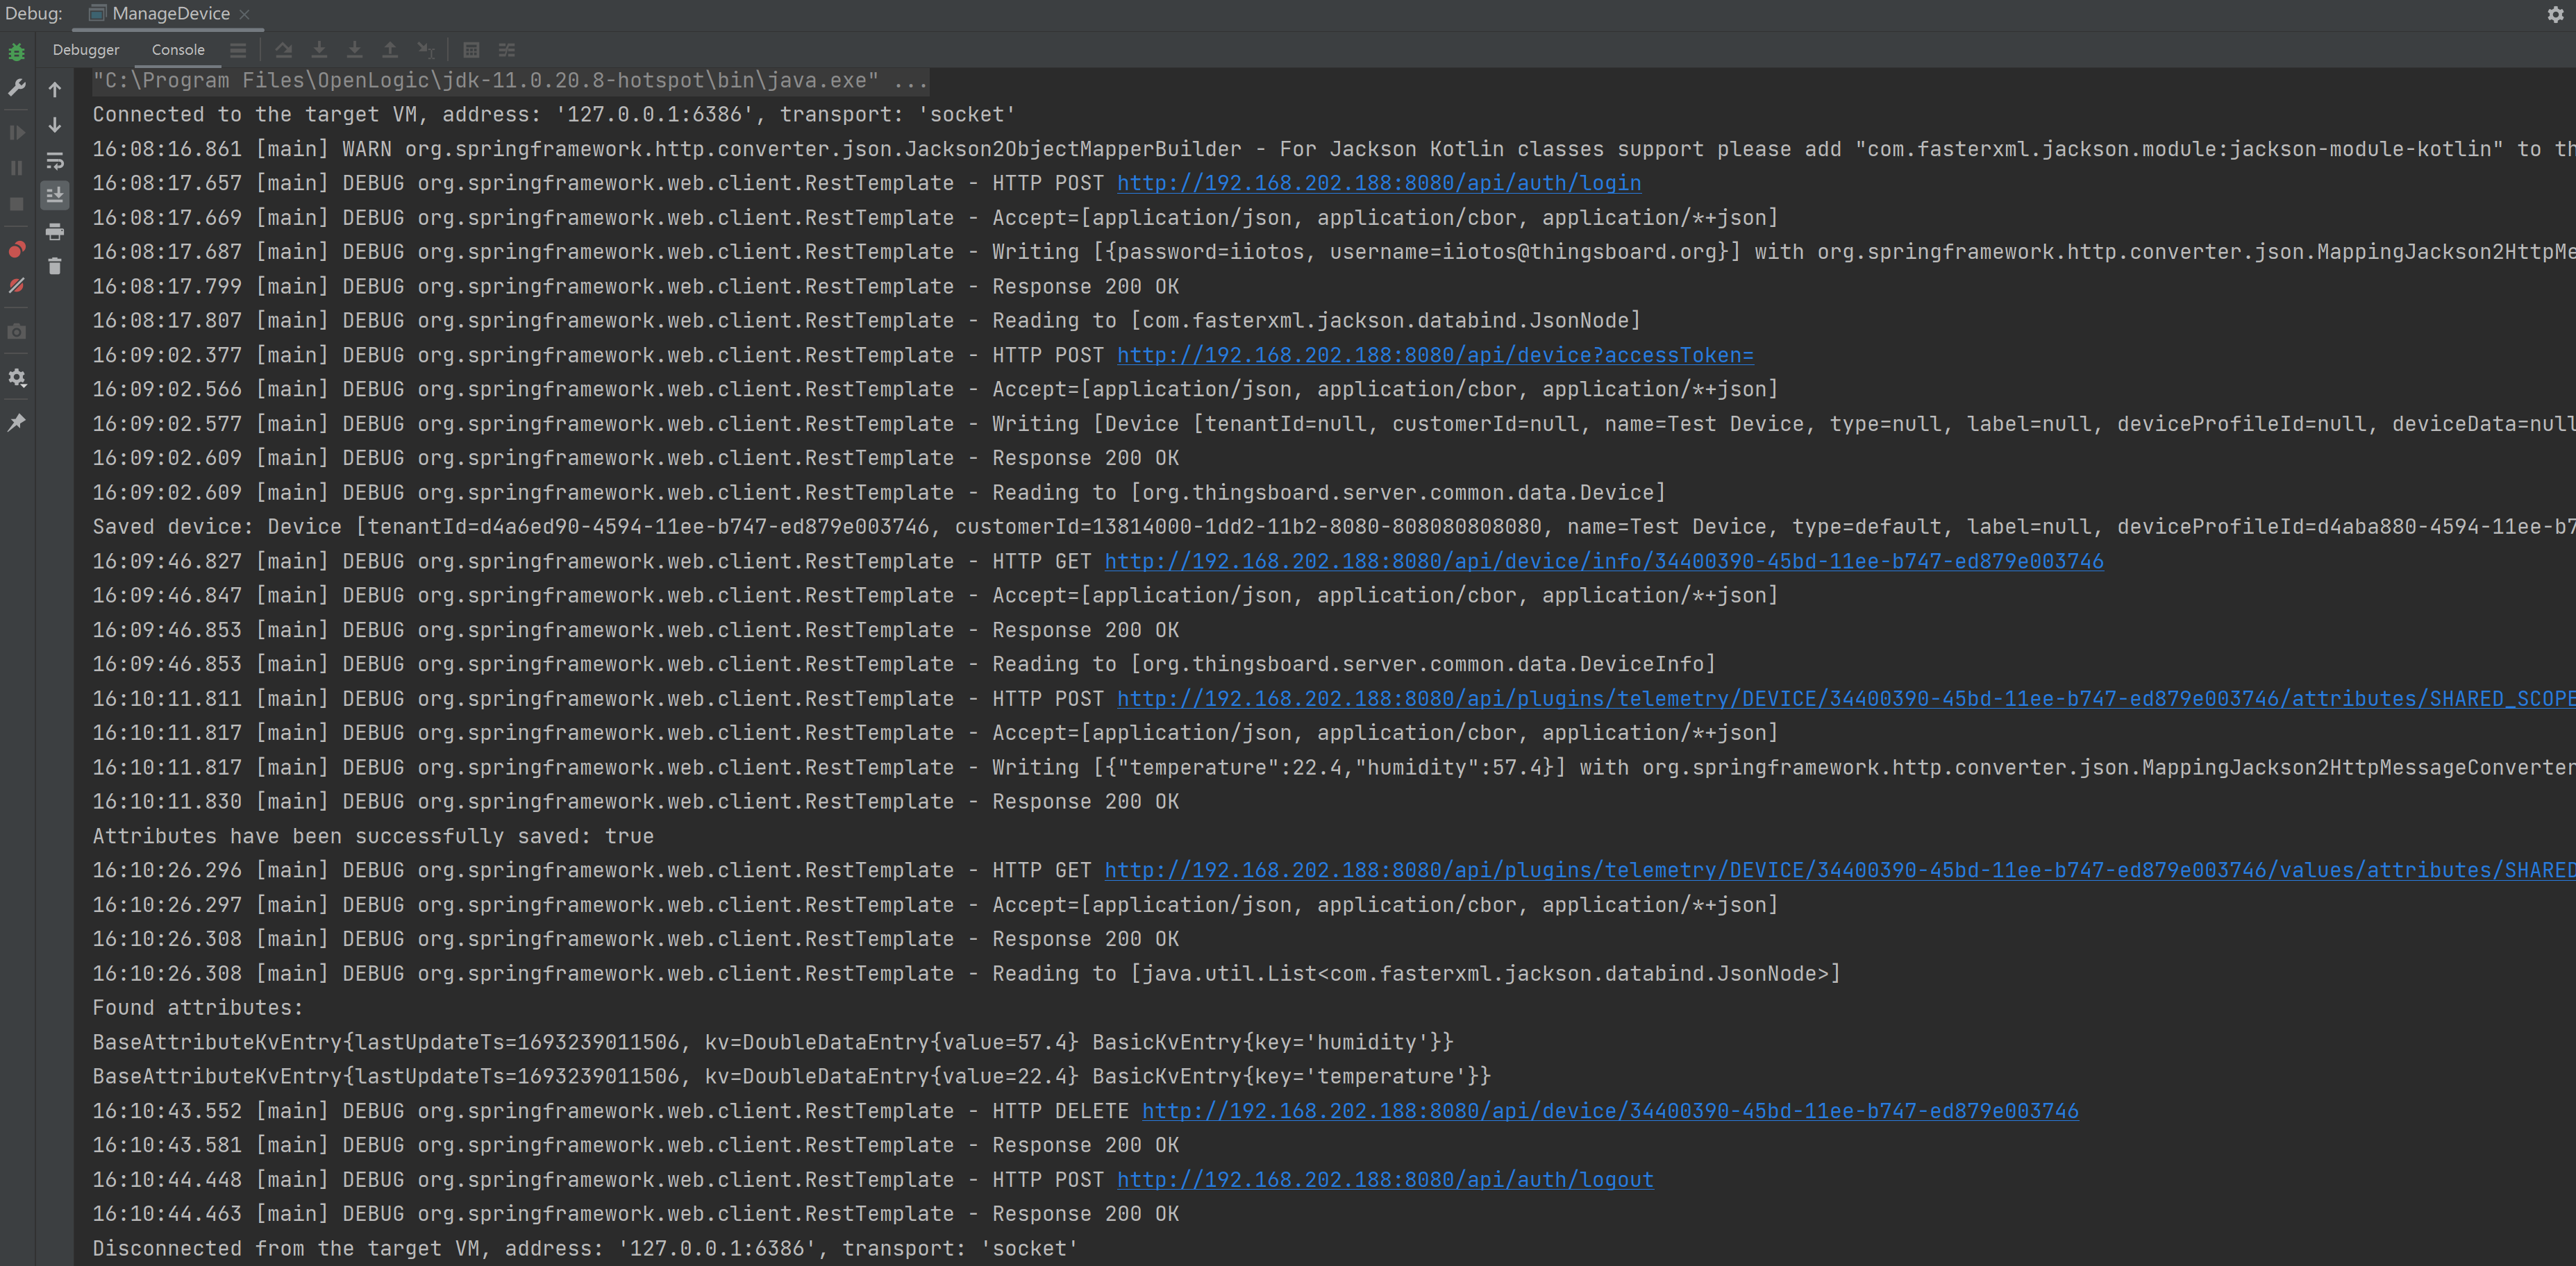 Debug: ManageDevice
Debugger Console
"C:\Program Files\OpenLogic\jdk-11.0.20.8-hotspot\bin\java.exe" ...
Connected to the target VM, address: '127.0.0.1:6386', transport: 'socket'
16:08:16.861 [main] WARN org.springframework.http.converter.json.Jackson2ObjectMapperBuilder - For Jackson Kotlin classes support please add "com.fasterxml.jackson.module:jackson-module-kotlin" to th
16:08:17.657 [main] DEBUG org.springframework.web.client.RestTemplate - HTTP POST http://192.168.202.188:8080/api/auth/login
16:08:17.669 [main] DEBUG org.springframework.web.client.RestTemplate - Accept=[application/json, application/cbor, application/*+json]
16:08:17.687 [main] DEBUG org.springframework.web.client.RestTemplate - Writing [{password=iiotos, username=iiotos@thingsboard.org}] with org.springframework.http.converter.json.MappingJackson2HttpMe
16:08:17.799 [main] DEBUG org.springframework.web.client.RestTemplate - Response 200 OK
16:08:17.807 [main] DEBUG org.springframework.web.client.RestTemplate - Reading to [com.fasterxml.jackson.databind.JsonNode]
16:09:02.377 [main] DEBUG org.springframework.web.client.RestTemplate - HTTP POST http://192.168.202.188:8080/api/device?accessToken=
16:09:02.566 [main] DEBUG org.springframework.web.client.RestTemplate - Accept=[application/json, application/cbor, application/*+json]
16:09:02.577 [main] DEBUG org.springframework.web.client.RestTemplate - Writing [Device [tenantId=null, customerId=null, name=Test Device, type=null, label=null, deviceProfileId=null, deviceData=null
16:09:02.609 [main] DEBUG org.springframework.web.client.RestTemplate - Response 200 OK
16:09:02.609 [main] DEBUG org.springframework.web.client.RestTemplate - Reading to [org.thingsboard.server.common.data.Device]
Saved device: Device [tenantId=d4a6ed90-4594-11ee-b747-ed879e003746, customerId=13814000-1dd2-11b2-8080-808080808080, name=Test Device, type=default, label=null, deviceProfileId=d4aba880-4594-11ee-b7
16:09:46.827 [main] DEBUG org.springframework.web.client.RestTemplate - HTTP GET http://192.168.202.188:8080/api/device/info/34400390-45bd-11ee-b747-ed879e003746
16:09:46.847 [main] DEBUG org.springframework.web.client.RestTemplate - Accept=[application/json, application/cbor, application/*+json]
16:09:46.853 [main] DEBUG org.springframework.web.client.RestTemplate - Response 200 OK
16:09:46.853 [main] DEBUG org.springframework.web.client.RestTemplate - Reading to [org.thingsboard.server.common.data.DeviceInfo]
16:10:11.811 [main] DEBUG org.springframework.web.client.RestTemplate - HTTP POST http://192.168.202.188:8080/api/plugins/telemetry/DEVICE/34400390-45bd-11ee-b747-ed879e003746/attributes/SHARED_SCOPE
16:10:11.817 [main] DEBUG org.springframework.web.client.RestTemplate - Accept=[application/json, application/cbor, application/*+json]
16:10:11.817 [main] DEBUG org.springframework.web.client.RestTemplate - Writing [{"temperature":22.4,"humidity":57.4}] with org.springframework.http.converter.json.MappingJackson2HttpMessageConverter
16:10:11.830 [main] DEBUG org.springframework.web.client.RestTemplate - Response 200 OK
Attributes have been successfully saved: true
16:10:26.296 [main] DEBUG org.springframework.web.client.RestTemplate - HTTP GET http://192.168.202.188:8080/api/plugins/telemetry/DEVICE/34400390-45bd-11ee-b747-ed879e003746/values/attributes/SHARED
16:10:26.297 [main] DEBUG org.springframework.web.client.RestTemplate - Accept=[application/json, application/cbor, application/*+json]
16:10:26.308 [main] DEBUG org.springframework.web.client.RestTemplate - Response 200 OK
16:10:26.308 [main] DEBUG org.springframework.web.client.RestTemplate - Reading to [java.util.List<com.fasterxml.jackson.databind.JsonNode>]
Found attributes:
BaseAttributeKvEntry{lastUpdateTs=1693239011506, kv=DoubleDataEntry{value=57.4} BasicKvEntry{key='humidity'}}
BaseAttributeKvEntry{lastUpdateTs=1693239011506, kv=DoubleDataEntry{value=22.4} BasicKvEntry{key='temperature'}}
16:10:43.552 [main] DEBUG org.springframework.web.client.RestTemplate - HTTP DELETE http://192.168.202.188:8080/api/device/34400390-45bd-11ee-b747-ed879e003746
16:10:43.581 [main] DEBUG org.springframework.web.client.RestTemplate - Response 200 OK
16:10:44.448 [main] DEBUG org.springframework.web.client.RestTemplate - HTTP POST http://192.168.202.188:8080/api/auth/logout
16:10:44.463 [main] DEBUG org.springframework.web.client.RestTemplate - Response 200 OK
Disconnected from the target VM, address: '127.0.0.1:6386', transport: 'socket'